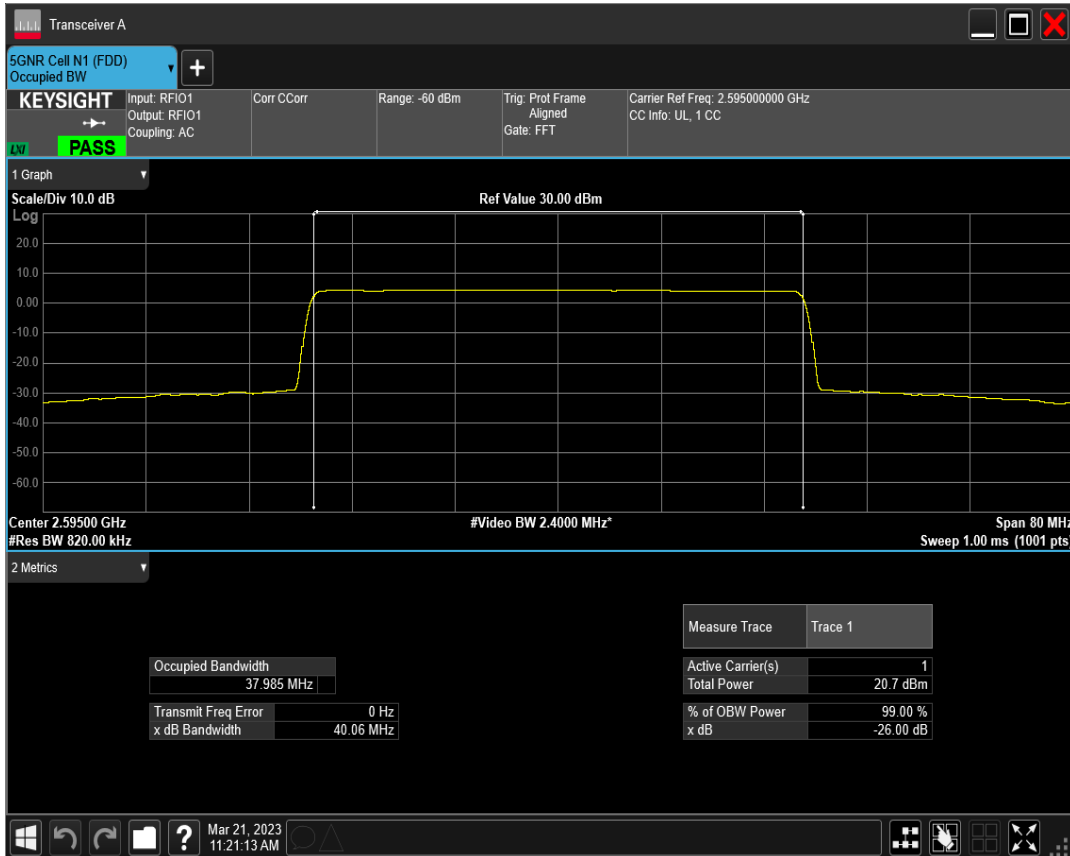 Transceiver A
5GNR Cell N1 (FDD)
Occupied BW
+
KEYSIGHT
LXI
PASS
Input: RFIO1
Output: RFIO1
Coupling: AC
Corr CCorr
Range: -60 dBm
Trig: Prot Frame
Aligned
Gate: FFT
Carrier Ref Freq: 2.595000000 GHz
CC Info: UL, 1 CC
1 Graph
Scale/Div 10.0 dB
Ref Value 30.00 dBm
Log
20.0
10.0
0.00
-10.0
-20.0
-30.0
-40.0
-50.0
-60.0
Center 2.59500 GHz
#Video BW 2.4000 MHz*
Span 80 MHz
#Res BW 820.00 kHz
Sweep 1.00 ms (1001 pts)
2 Metrics
Measure Trace Trace 1
Occupied Bandwidth
37.985 MHz
Active Carrier(s) 1
Total Power 20.7 dBm
Transmit Freq Error 0 Hz
x dB Bandwidth 40.06 MHz
% of OBW Power 99.00 %
x dB -26.00 dB
?
Mar 21, 2023
11:21:13 AM